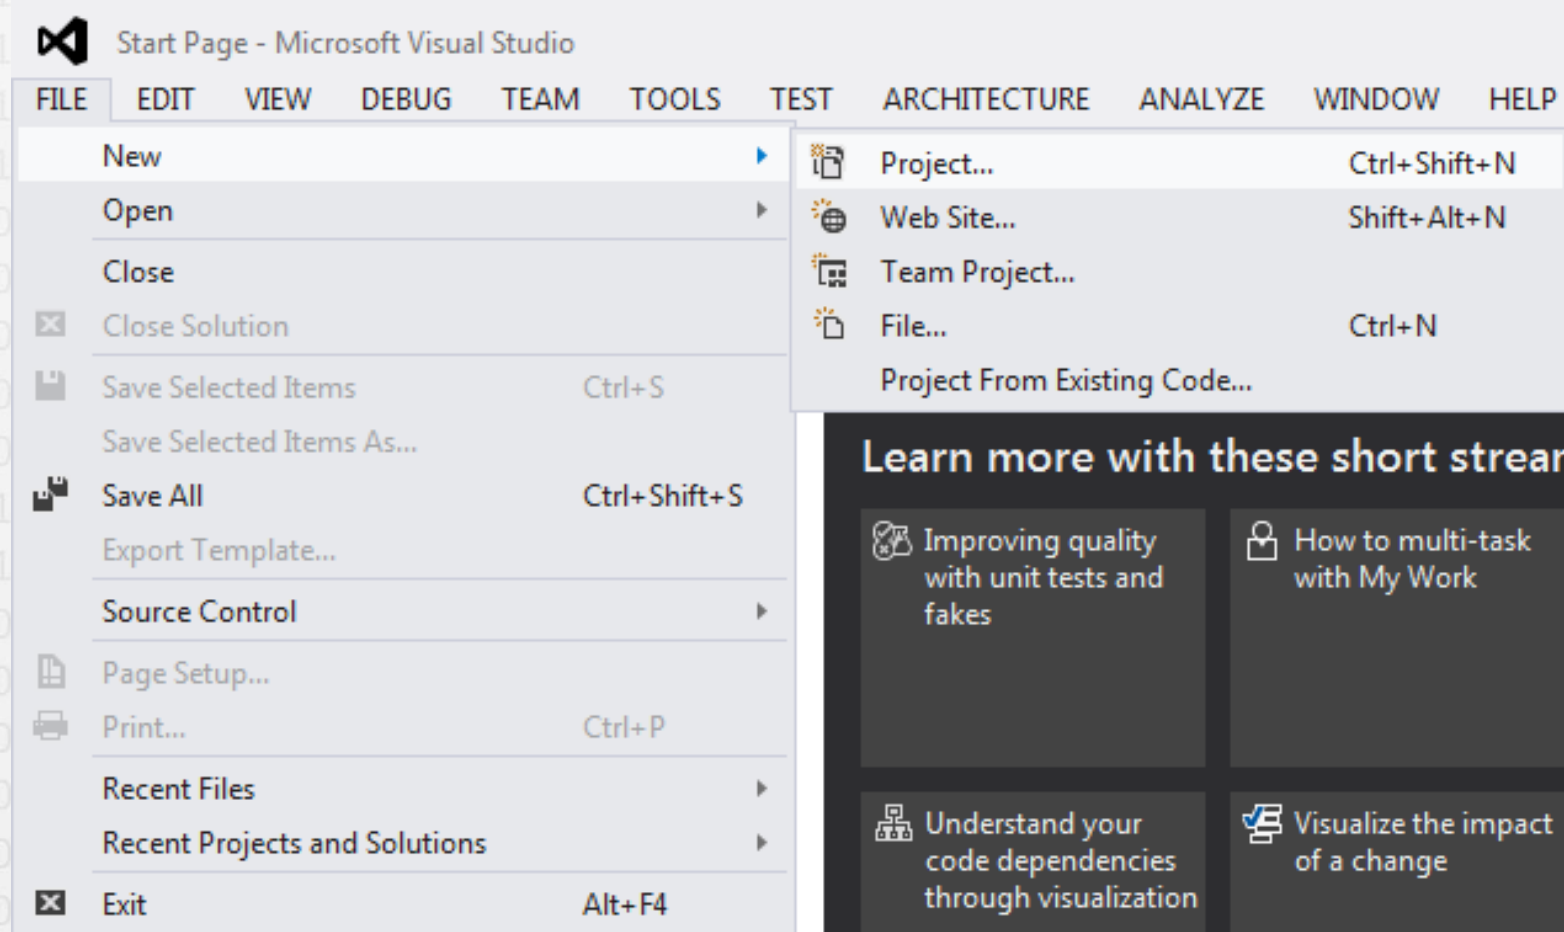 Start Page - Microsoft Visual Studio
FILE EDIT VIEW DEBUG TEAM TOOLS TEST ARCHITECTURE ANALYZE WINDOW HELP
New
Open
Close
Close Solution
Save Selected Items Ctrl+S
Save Selected Items As...
Save All Ctrl+Shift+S
Export Template...
Source Control
Page Setup...
Print... Ctrl+P
Recent Files
Recent Projects and Solutions
Exit Alt+F4
Project... Ctrl+Shift+N
Web Site... Shift+Alt+N
Team Project...
File... Ctrl+N
Project From Existing Code...
Learn more with these short
Improving quality
with unit tests and
fakes
How to multi-task
with My Work
Understand your
code dependencies
through visualization
Visualize the impact
of a change